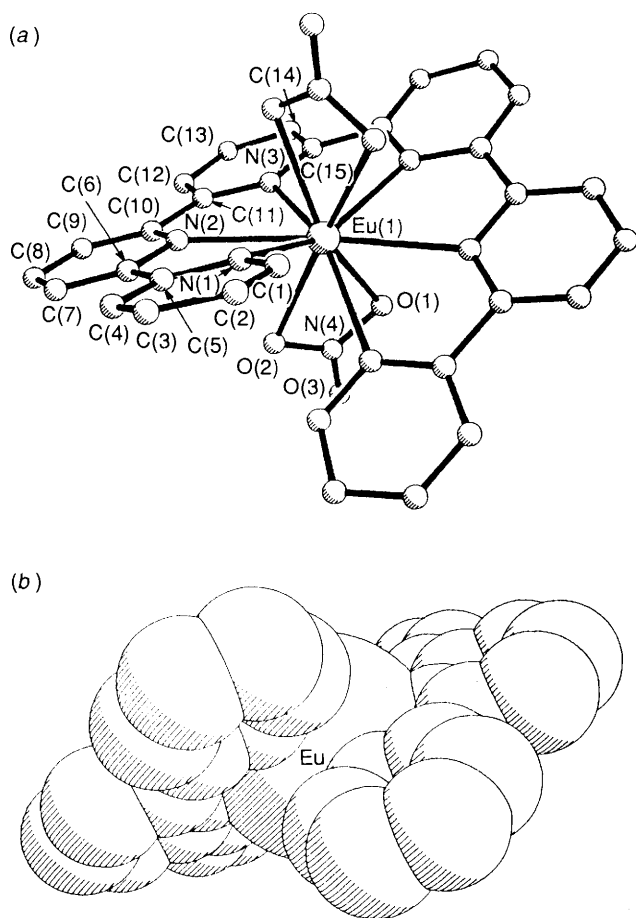 (a)
C(14)
C(13)
N(3)
C(12)
C(15)
C(6)
C(10)
C(11)
C(9)
N(2)
Eu(1)
C(8)
N(1)
C(1)
O(1)
C(7)
C(2)
N(4)
C(4)
C(3)
C(5)
O(2)
O(3)
(b)
Eu